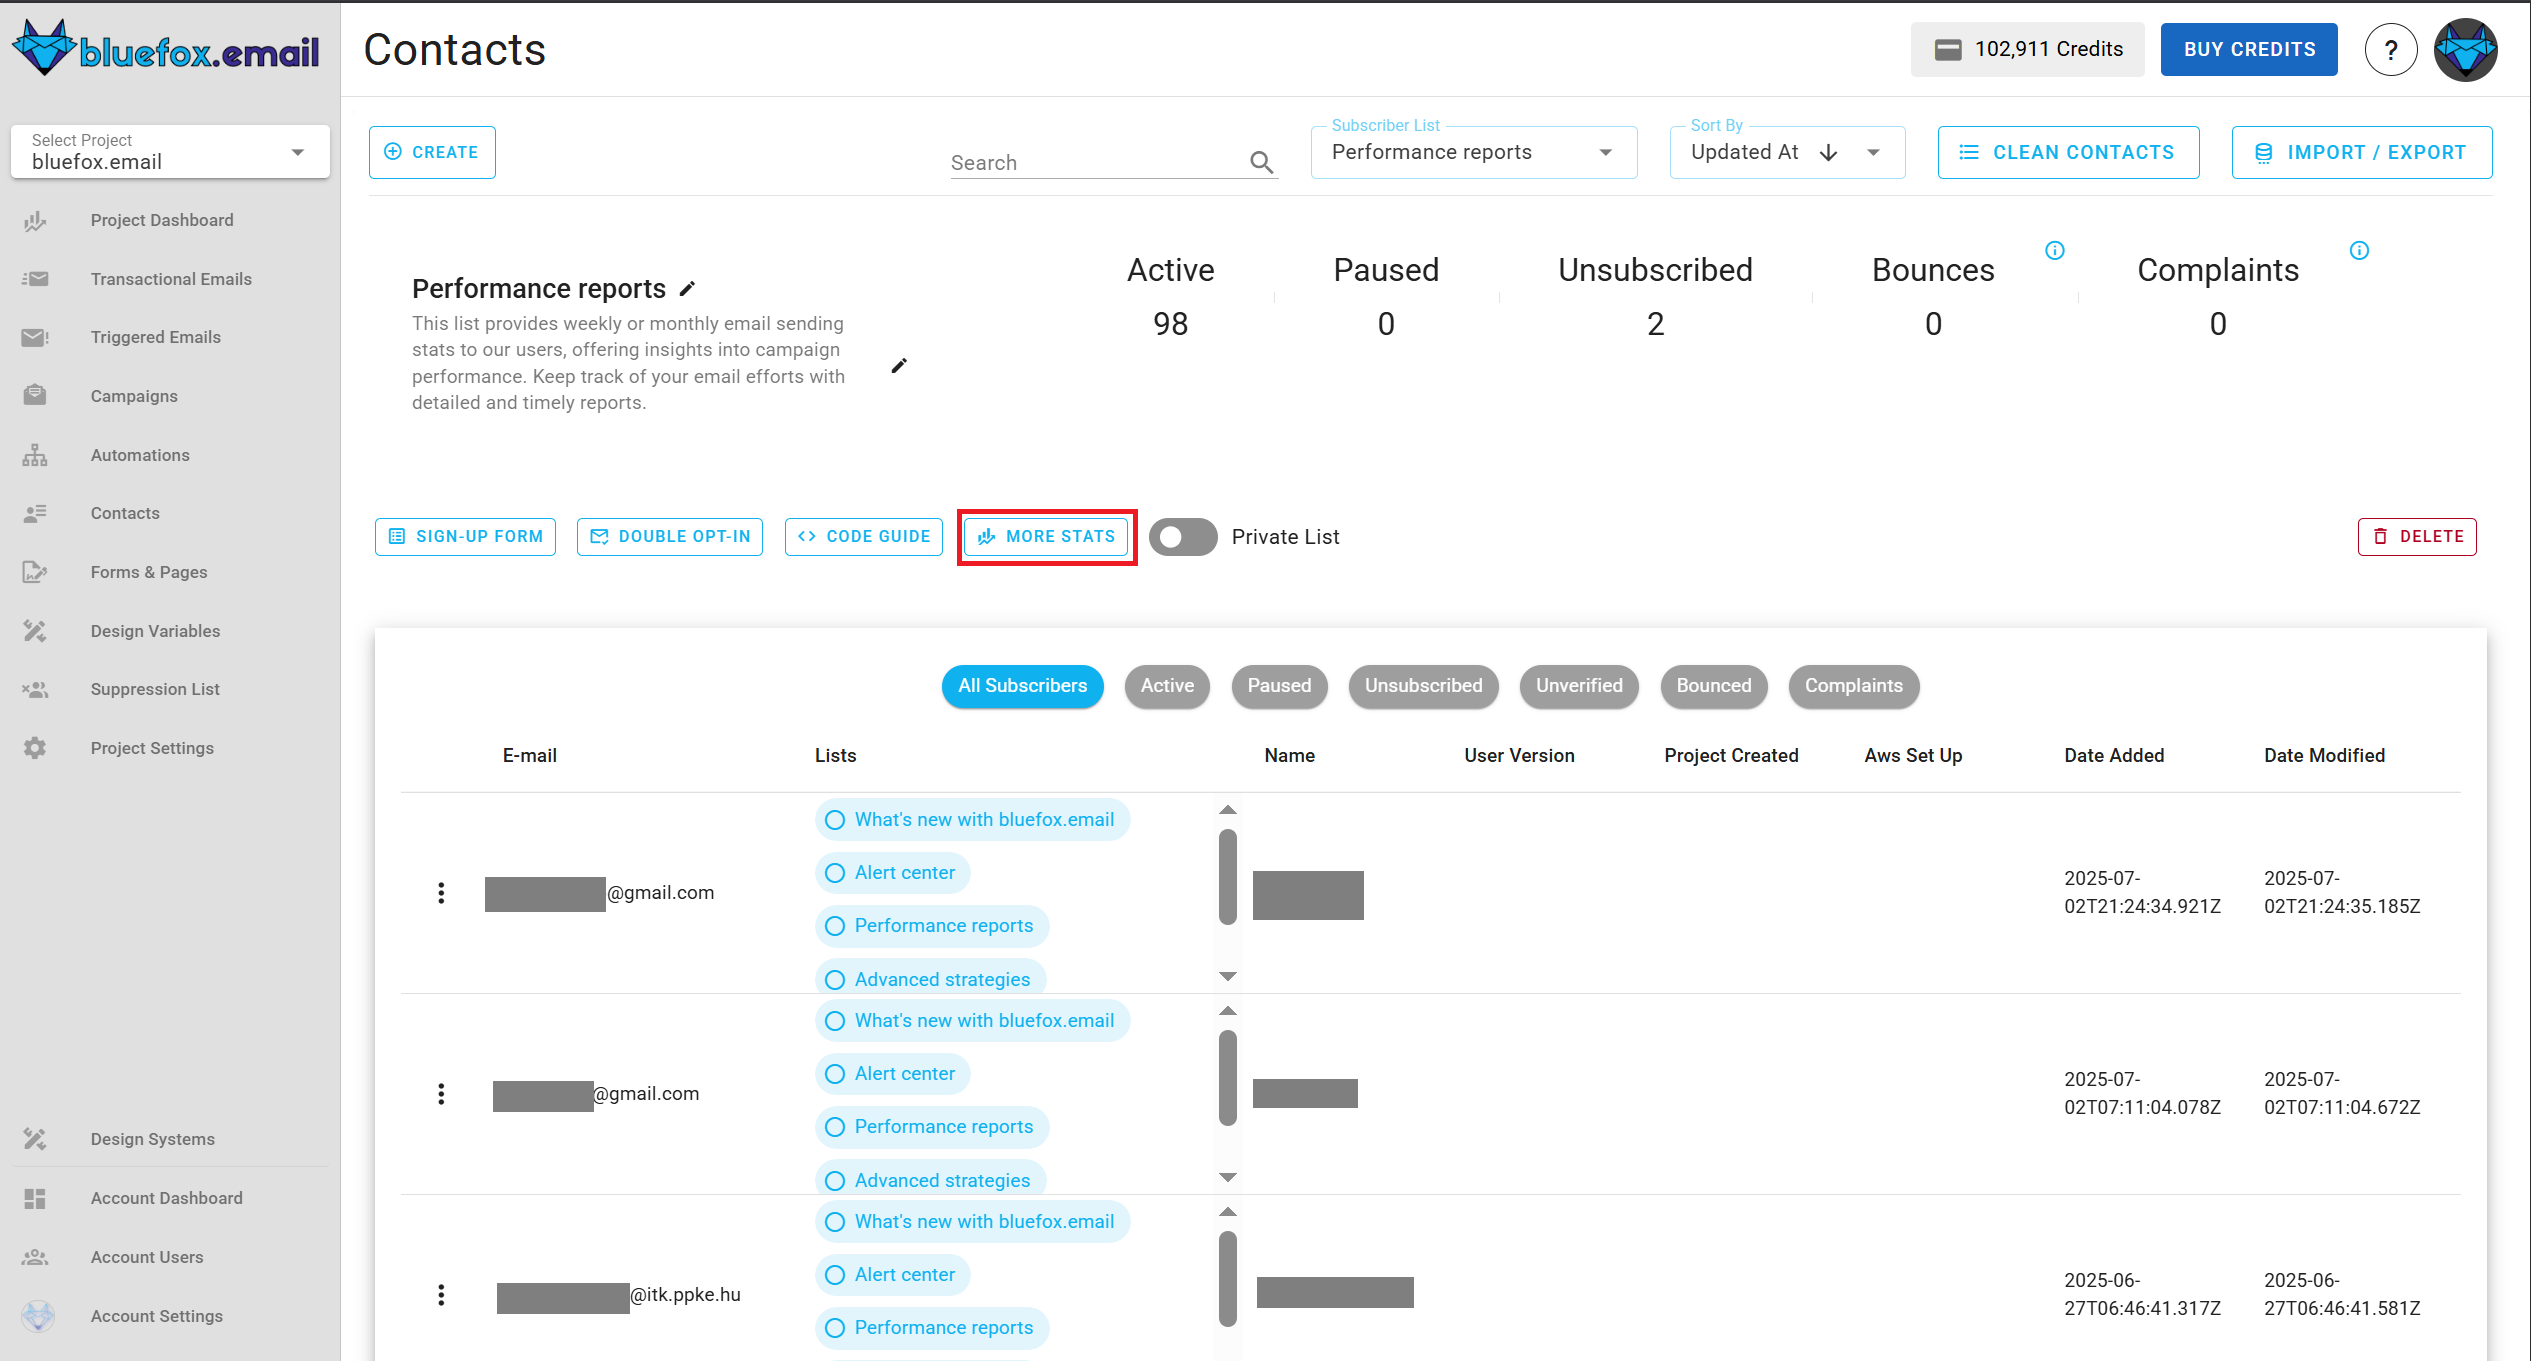 bluefox.email
Contacts
102,911 Credits
BUY CREDITS
?
Select Project
bluefox.email
Project Dashboard
Transactional Emails
Triggered Emails
Campaigns
Automations
Contacts
Forms & Pages
Design Variables
Suppression List
Project Settings
Design Systems
Account Dashboard
Account Users
Account Settings
CREATE
Search
Subscriber List
Performance reports
Sort By
Updated At
CLEAN CONTACTS
IMPORT / EXPORT
Performance reports
This list provides weekly or monthly email sending
stats to our users, offering insights into campaign
performance. Keep track of your email efforts with
detailed and timely reports.
Active
98
Paused
0
Unsubscribed
2
Bounces
0
Complaints
0
SIGN-UP FORM
DOUBLE OPT-IN
CODE GUIDE
MORE STATS
Private List
DELETE
All Subscribers
Active
Paused
Unsubscribed
Unverified
Bounced
Complaints
E-mail
Lists
Name
User Version
Project Created
Aws Set Up
Date Added
Date Modified
@gmail.com
What's new with bluefox.email
Alert center
Performance reports
Advanced strategies
2025-07-
02T21:24:34.921Z
2025-07-
02T21:24:35.185Z
@gmail.com
What's new with bluefox.email
Alert center
Performance reports
Advanced strategies
2025-07-
02T07:11:04.078Z
2025-07-
02T07:11:04.672Z
@itk.ppke.hu
What's new with bluefox.email
Alert center
Performance reports
2025-06-
27T06:46:41.317Z
2025-06-
27T06:46:41.581Z